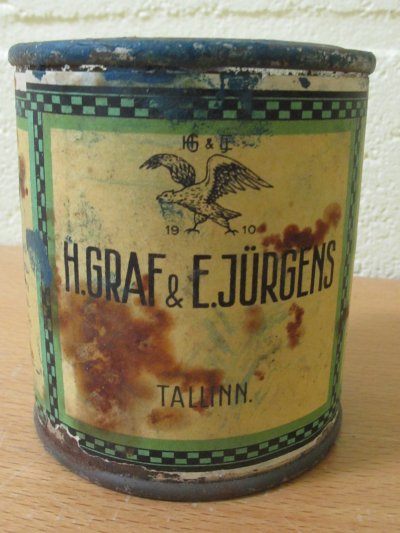 HG & EJ
19 10
H.GRAF & E.JÜRGENS
TALLINN.